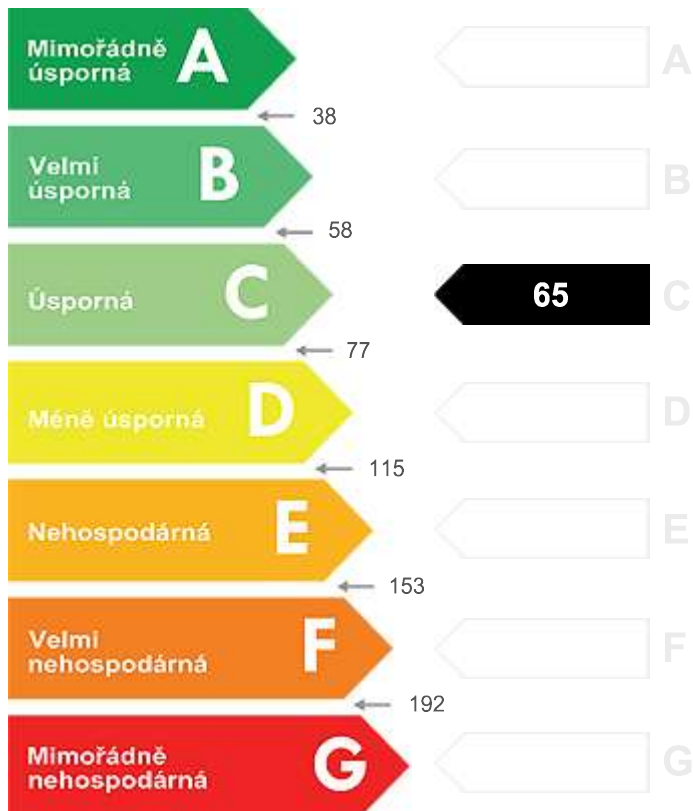 Mimořádně
úsporná
A
A
38
Velmi
úsporná
B
B
58
Úsporná
C
65
C
77
Méně úsporná
D
D
115
Nehospodárná
E
E
153
Velmi
nehospodárná
F
F
192
Mimořádně
nehospodárná
G
G